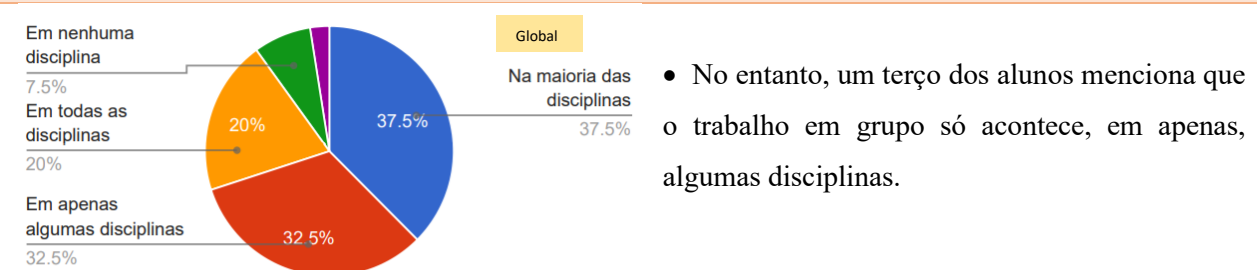 Em nenhuma
disciplina
7.5%
Em todas as
disciplinas
20%
Em apenas
algumas disciplinas
32.5%
20%
37.5%
32.5%
Global
Na maioria das
disciplinas
37.5%
• No entanto, um terço dos alunos menciona que
o trabalho em grupo só acontece, em apenas,
algumas disciplinas.